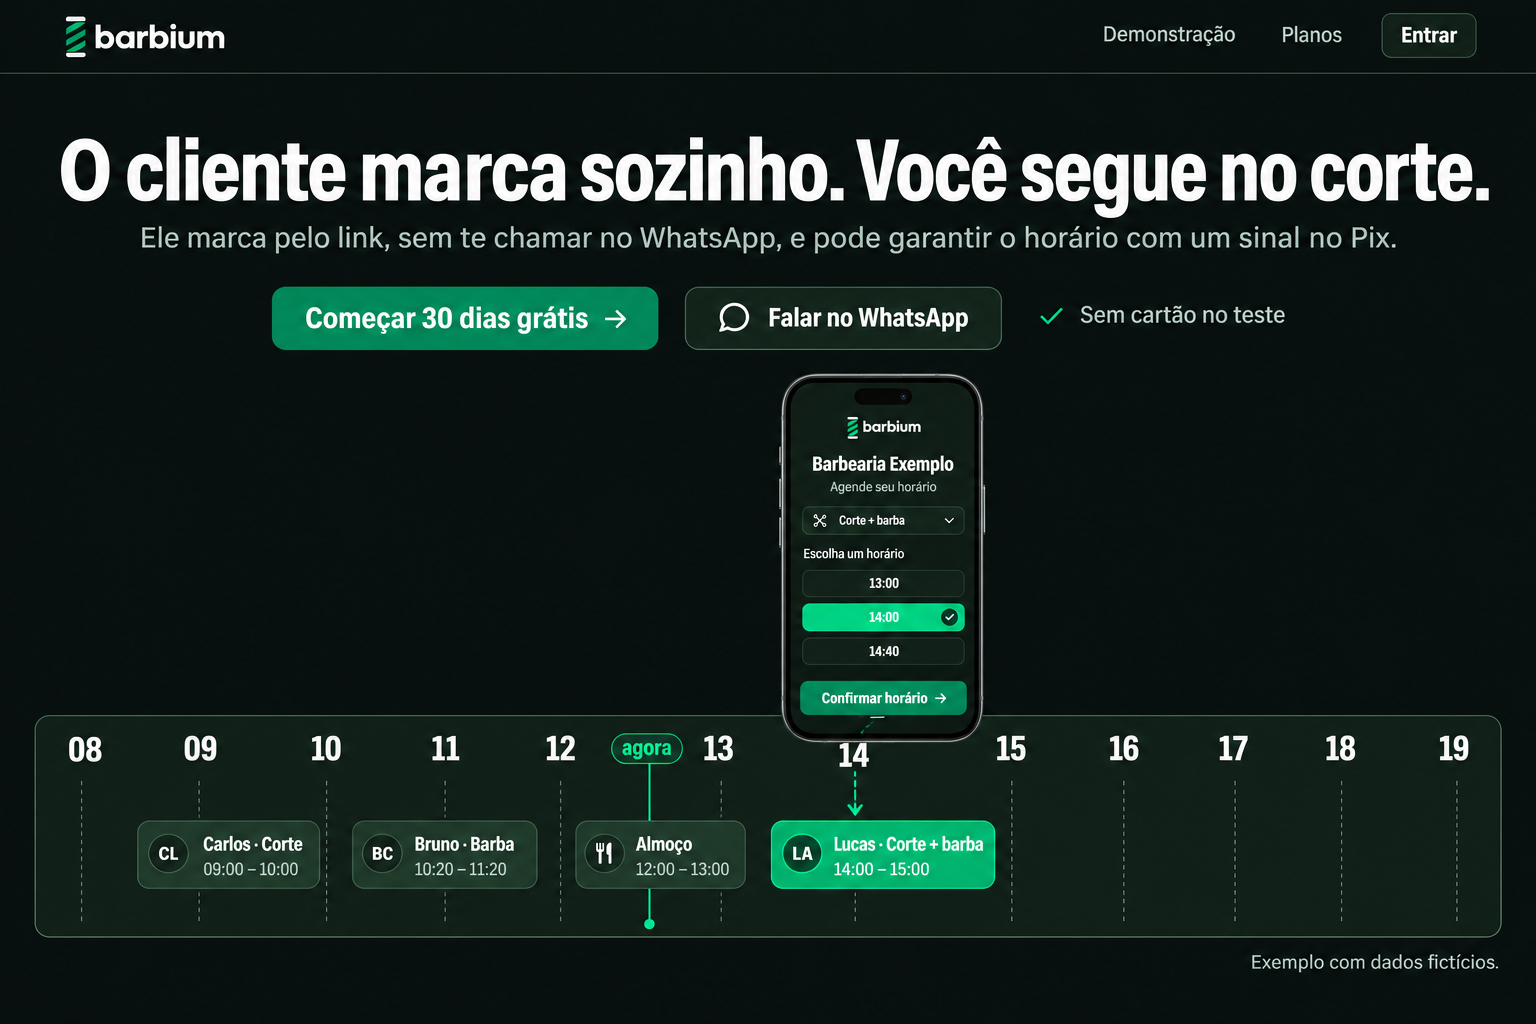 barbium
Demonstração
Planos
Entrar
O cliente marca sozinho. Você segue no corte.
Ele marca pelo link, sem te chamar no WhatsApp, e pode garantir o horário com um sinal no Pix.
Começar 30 dias grátis →
Falar no WhatsApp
Sem cartão no teste
barbium
Barbearia Exemplo
Agende seu horário
Corte + barba
Escolha um horário
13:00
14:00
14:40
Confirmar horário →
08 09 10 11 12 agora 13 14 15 16 17 18 19
CL
Carlos · Corte
09:00 – 10:00
BC
Bruno · Barba
10:20 – 11:20
Almoço
12:00 – 13:00
LA
Lucas · Corte + barba
14:00 – 15:00
Exemplo com dados fictícios.